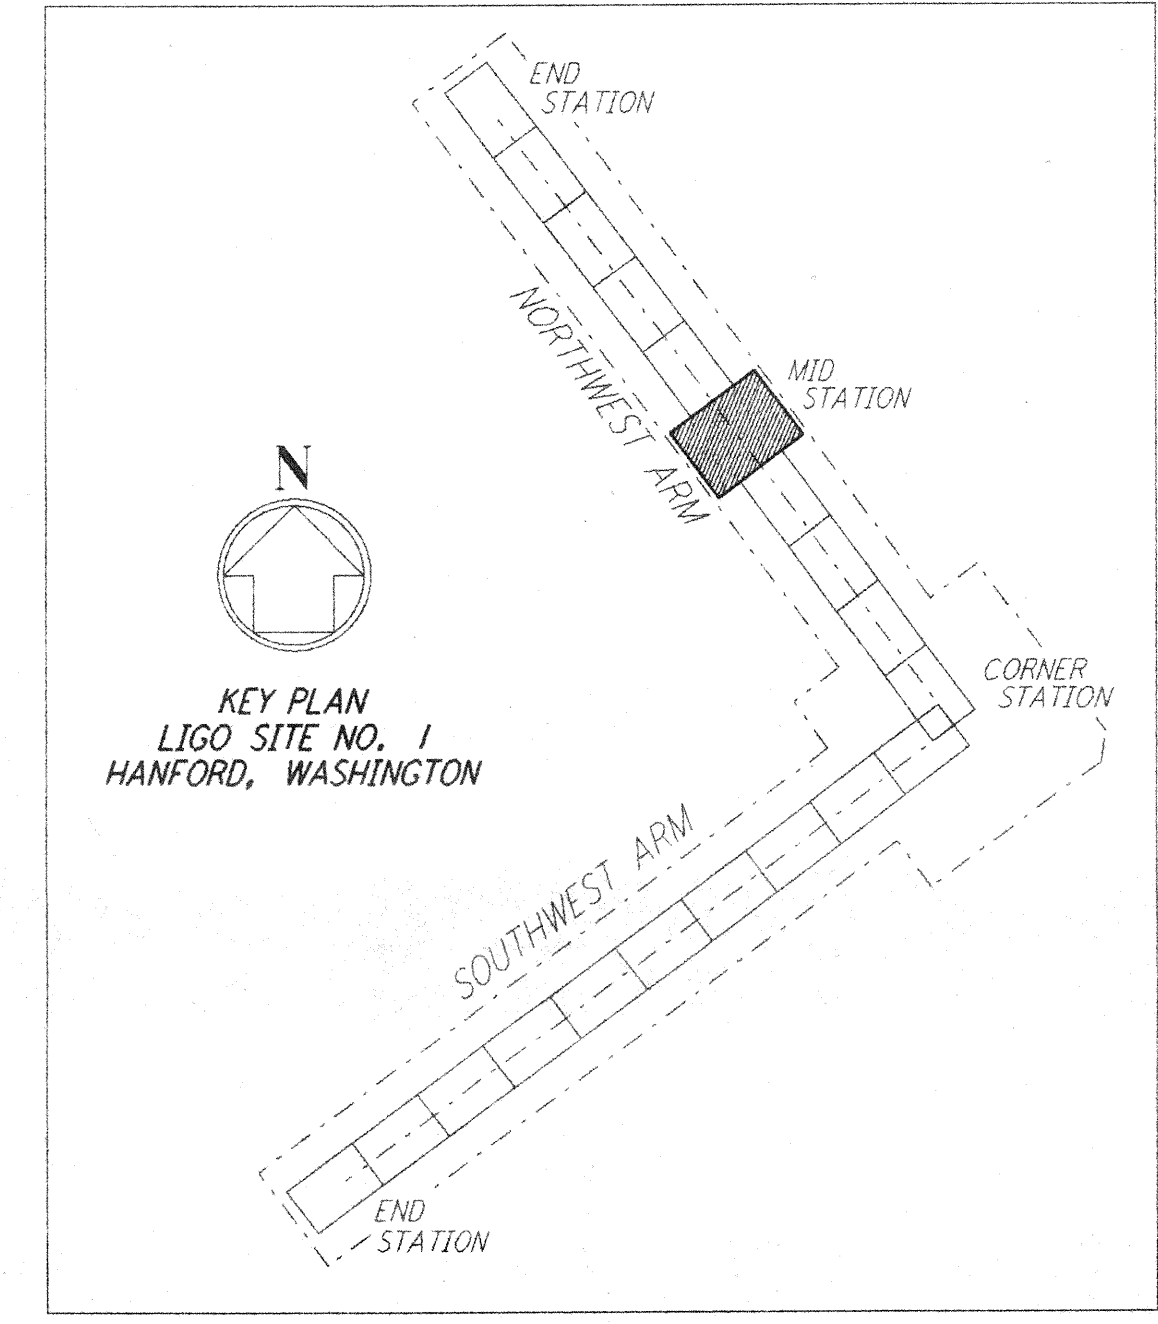 END
STATION
NORTHWEST ARM
MID
STATION
N
CORNER
STATION
KEY PLAN
LIGO SITE NO. 1
HANFORD, WASHINGTON
SOUTHWEST ARM
END
STATION